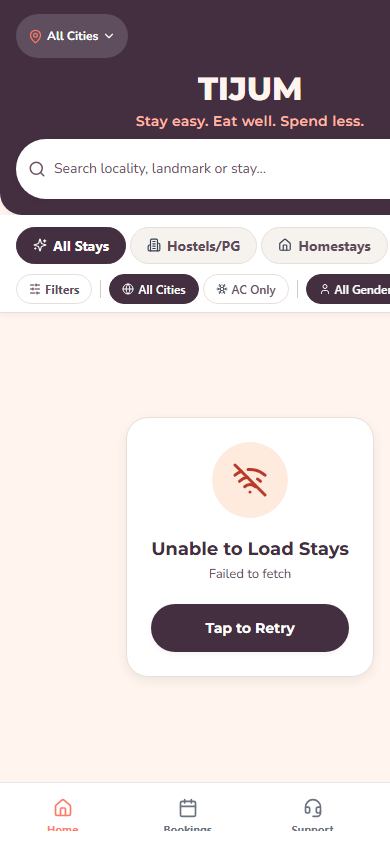 All Cities
TIJUM
Stay easy. Eat well. Spend less.
Search locality, landmark or stay...
All Stays Hostels/PG Homestays
Filters All Cities AC Only All Gender
Unable to Load Stays
Failed to fetch
Tap to Retry
Home Bookings Support